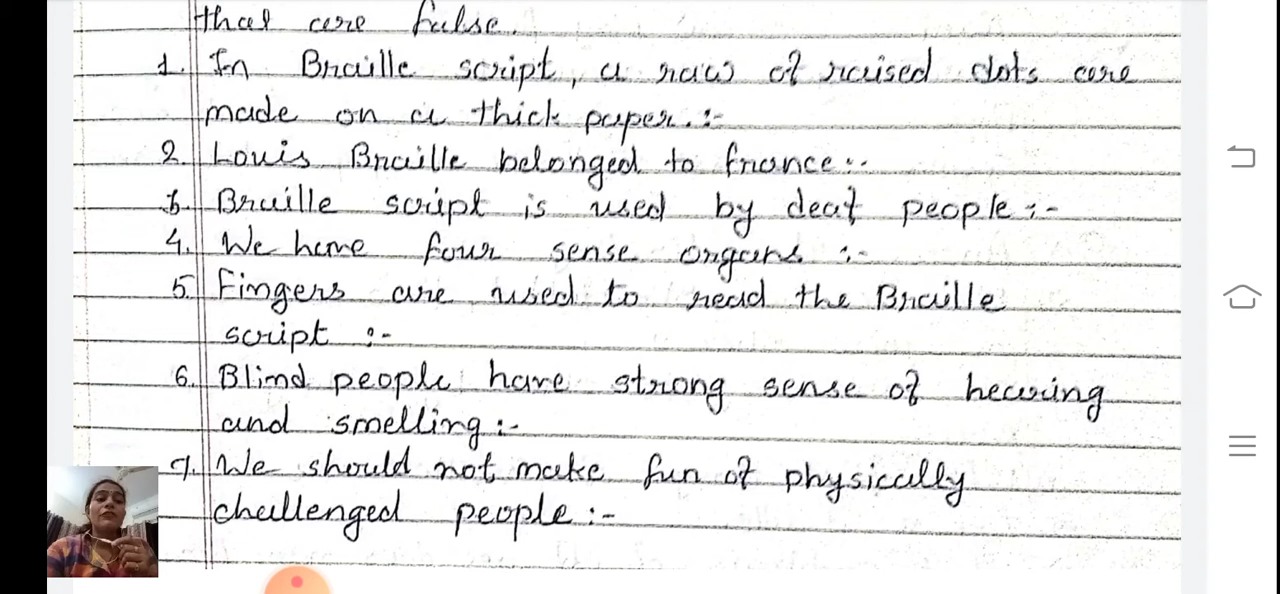 that are false.
1. In Braille script, a row of raised dots are
made on a thick paper. :-
2. Louis Braille belonged to france :-
3. Braille script is used by deaf people :-
4. We have four sense organs :-
5. Fingers are used to read the Braille
script :-
6. Blind people have strong sense of hearing
and smelling :-
7. We should not make fun of physically
challenged people :-